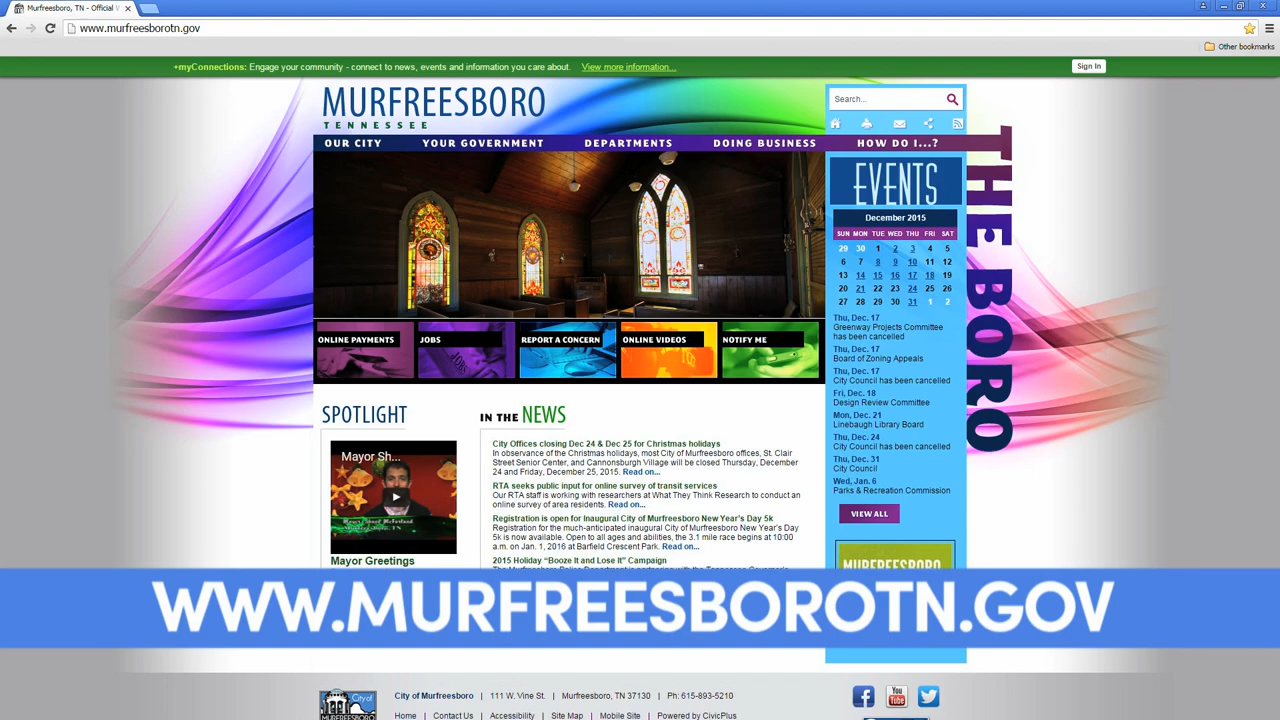 Murfreesboro, TN - Official W
www.murfreesborotn.gov
Other bookmarks
+myConnections: Engage your community - connect to news, events and information you care about. View more information...
Sign In
MURFREESBORO
TENNESSEE
Search...
OUR CITY YOUR GOVERNMENT DEPARTMENTS DOING BUSINESS HOW DO I...?
THE BORO
EVENTS
December 2015
SUN MON TUE WED THU FRI SAT
29 30 1 2 3 4 5
6 7 8 9 10 11 12
13 14 15 16 17 18 19
20 21 22 23 24 25 26
27 28 29 30 31 1 2
Thu, Dec. 17
Greenway Projects Committee
has been cancelled
Thu, Dec. 17
Board of Zoning Appeals
Thu, Dec. 17
City Council has been cancelled
Fri, Dec. 18
Design Review Committee
Mon, Dec. 21
Linebaugh Library Board
Thu, Dec. 24
City Council has been cancelled
Thu, Dec. 31
City Council
Wed, Jan. 6
Parks & Recreation Commission
VIEW ALL
MURFREESBORO
ONLINE PAYMENTS JOBS REPORT A CONCERN ONLINE VIDEOS NOTIFY ME
SPOTLIGHT
Mayor Sh...
Mayor Shane McFarland
Murfreesboro, TN
Mayor Greetings
IN THE NEWS
City Offices closing Dec 24 & Dec 25 for Christmas holidays
In observance of the Christmas holidays, most City of Murfreesboro offices, St. Clair
Street Senior Center, and Cannonsburgh Village will be closed Thursday, December
24 and Friday, December 25, 2015. Read on...
RTA seeks public input for online survey of transit services
Our RTA staff is working with researchers at What They Think Research to conduct an
online survey of area residents. Read on...
Registration is open for Inaugural City of Murfreesboro New Year's Day 5k
Registration for the much-anticipated inaugural City of Murfreesboro New Year's Day
5k is now available. Open to all ages and abilities, the 3.1 mile race begins at 10:00
a.m. on Jan. 1, 2016 at Barfield Crescent Park. Read on...
2015 Holiday "Booze It and Lose It" Campaign
WWW.MURFREESBOROTN.GOV
City of
MURFREESBORO
City of Murfreesboro | 111 W. Vine St. | Murfreesboro, TN 37130 | Ph: 615-893-5210
Home | Contact Us | Accessibility | Site Map | Mobile Site | Powered by CivicPlus
You
Tube